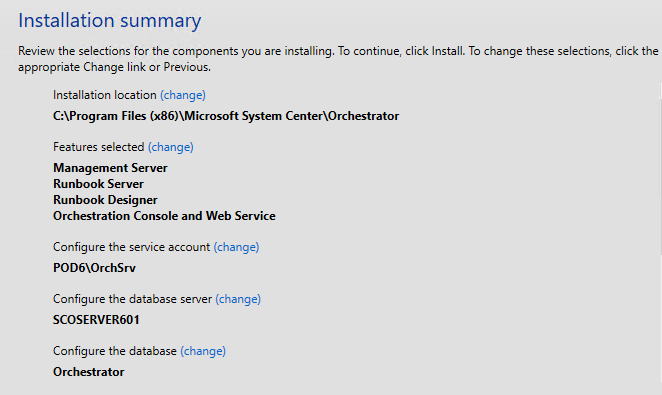 Installation summary
Review the selections for the components you are installing. To continue, click Install. To change these selections, click the
appropriate Change link or Previous.
Installation location (change)
C:\Program Files (x86)\Microsoft System Center\Orchestrator
Features selected (change)
Management Server
Runbook Server
Runbook Designer
Orchestration Console and Web Service
Configure the service account (change)
POD6\OrchSrv
Configure the database server (change)
SCOSERVER601
Configure the database (change)
Orchestrator